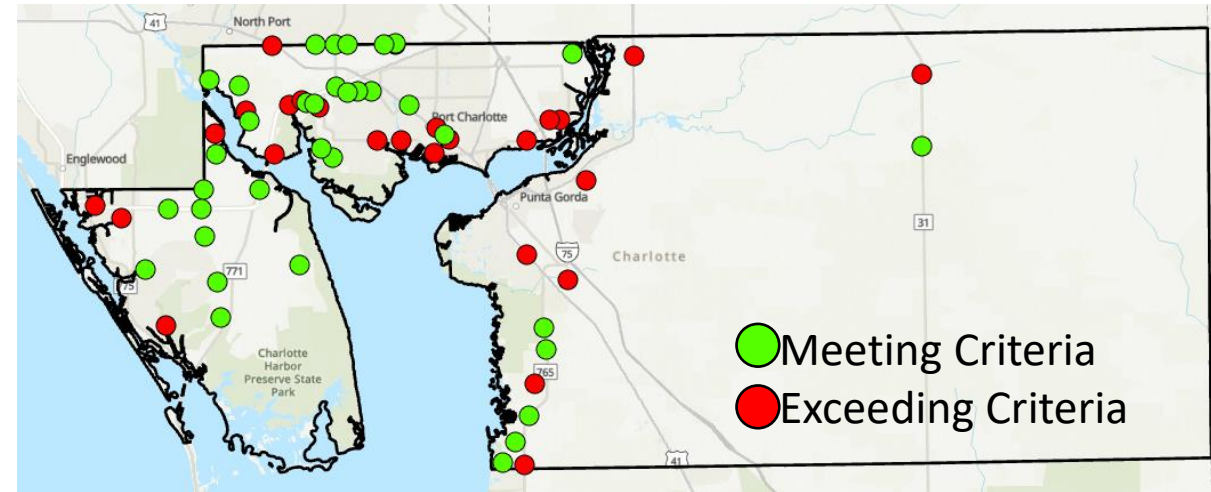 41
North Port
Port Charlotte
Englewood
Punta Gorda
31
75
Charlotte
771
75
Charlotte
Harbor
Preserve State
Park
765
41
Meeting Criteria
Exceeding Criteria